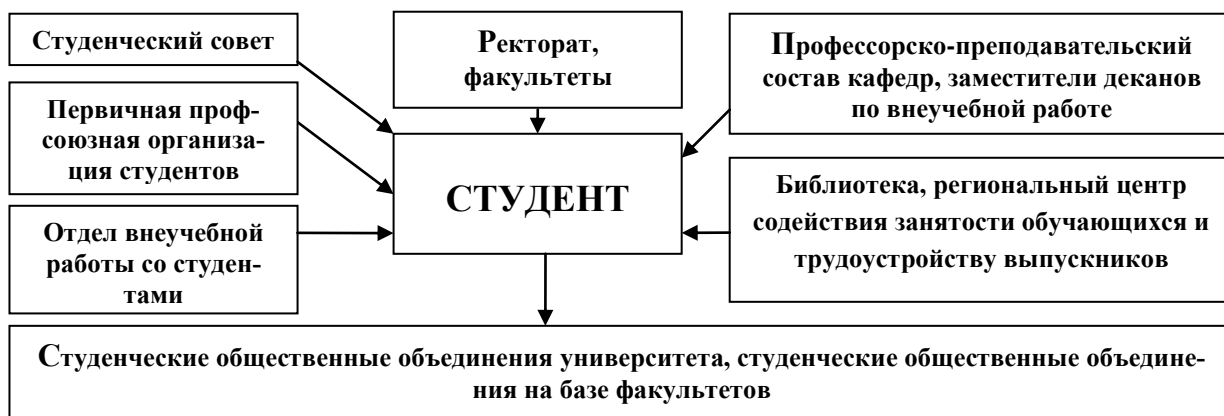 Студенческий совет
Ректорат,
факультеты
Профессорско-преподавательский
состав кафедр, заместители деканов
по внеучебной работе
Первичная проф-
союзная организа-
ция студентов
СТУДЕНТ
Библиотека, региональный центр
содействия занятости обучающихся и
трудоустройству выпускников
Отдел внеучебной
работы со студен-
тами
Студенческие общественные объединения университета, студенческие общественные объедине-
ния на базе факультетов